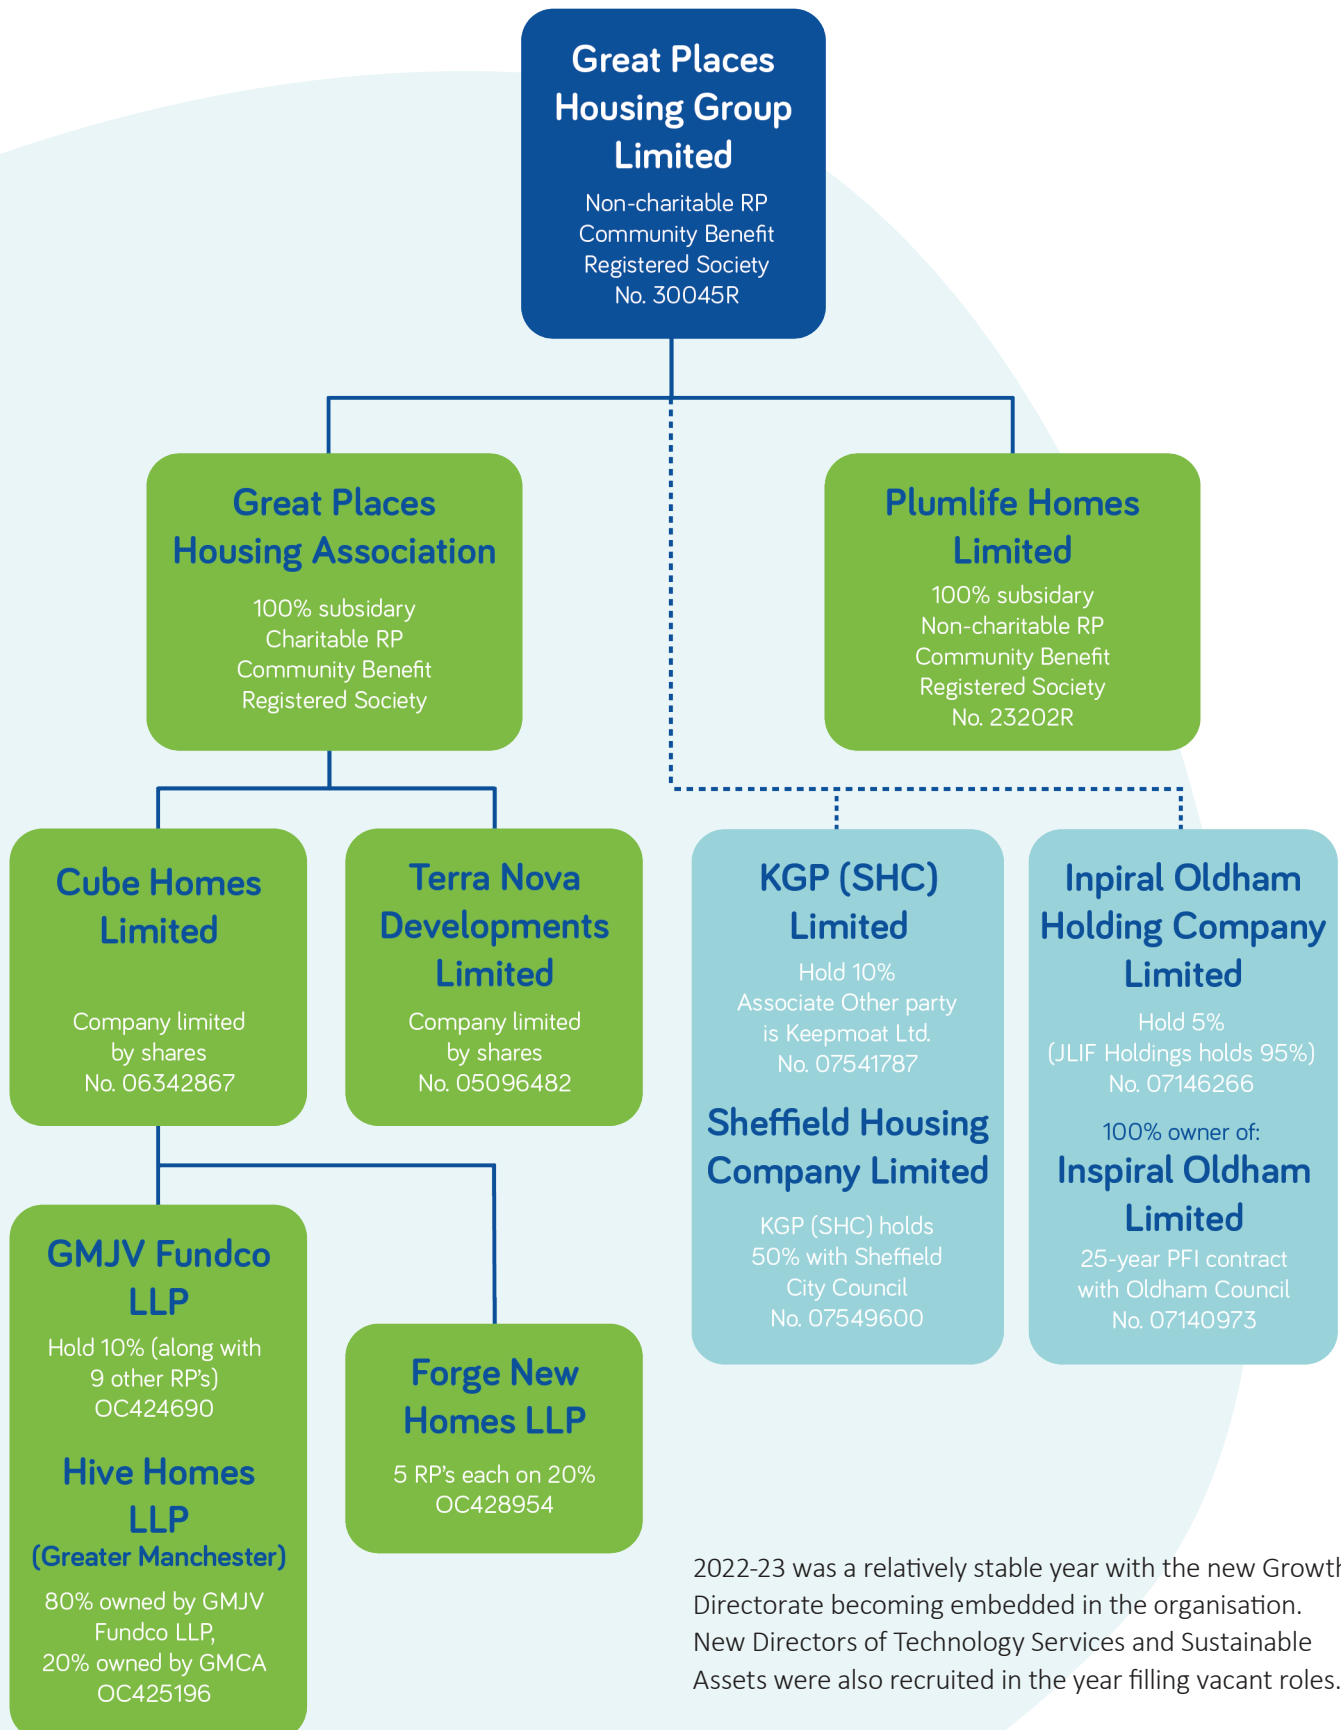 Great Places
Housing Group
Limited
Non-charitable RP
Community Benefit
Registered Society
No. 30045R
Great Places
Housing Association
100% subsidary
Charitable RP
Community Benefit
Registered Society
Plumlife Homes
Limited
100% subsidary
Non-charitable RP
Community Benefit
Registered Society
No. 23202R
Cube Homes
Limited
Company limited
by shares
No. 06342867
Terra Nova
Developments
Limited
Company limited
by shares
No. 05096482
KGP (SHC)
Limited
Hold 10%
Associate Other party
is Keepmoat Ltd.
No. 07541787
Sheffield Housing
Company Limited
KGP (SHC) holds
50% with Sheffield
City Council
No. 07549600
Inpiral Oldham
Holding Company
Limited
Hold 5%
(JLIF Holdings holds 95%)
No. 07146266
100% owner of:
Inspiral Oldham
Limited
25-year PFI contract
with Oldham Council
No. 07140973
GMJV Fundco
LLP
Hold 10% (along with
9 other RP's)
OC424690
Hive Homes
LLP
(Greater Manchester)
80% owned by GMJV
Fundco LLP,
20% owned by GMCA
OC425196
Forge New
Homes LLP
5 RP's each on 20%
OC428954
2022-23 was a relatively stable year with the new Growth
Directorate becoming embedded in the organisation.
New Directors of Technology Services and Sustainable
Assets were also recruited in the year filling vacant roles.